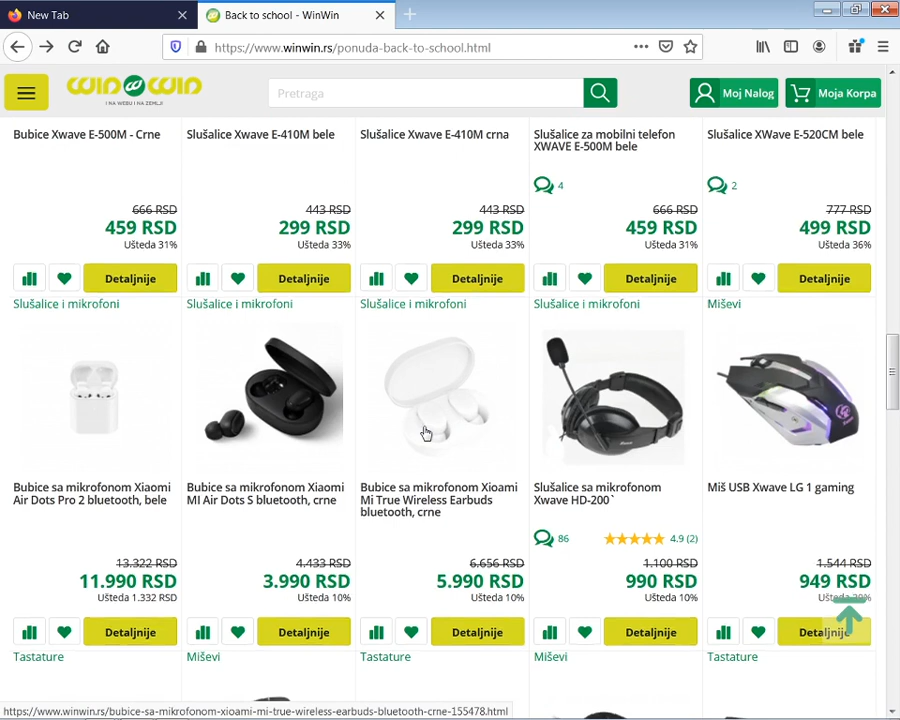 New Tab
Back to school - WinWin
https://www.winwin.rs/ponuda-back-to-school.html
WIN WIN
I NA WEBU I NA ZEMLJI
Pretraga
Moj Nalog
Moja Korpa
Bubice Xwave E-500M - Crne
666 RSD
459 RSD
Ušteda 31%
Detaljnije
Slušalice Xwave E-410M bele
443 RSD
299 RSD
Ušteda 33%
Detaljnije
Slušalice Xwave E-410M crna
443 RSD
299 RSD
Ušteda 33%
Detaljnije
Slušalice za mobilni telefon
XWAVE E-500M bele
4
666 RSD
459 RSD
Ušteda 31%
Detaljnije
Slušalice XWave E-520CM bele
2
777 RSD
499 RSD
Ušteda 36%
Detaljnije
Slušalice i mikrofoni
Bubice sa mikrofonom Xiaomi
Air Dots Pro 2 bluetooth, bele
13.322 RSD
11.990 RSD
Ušteda 1.332 RSD
Detaljnije
Slušalice i mikrofoni
Bubice sa mikrofonom Xiaomi
MI Air Dots S bluetooth, crne
4.433 RSD
3.990 RSD
Ušteda 10%
Detaljnije
Slušalice i mikrofoni
Bubice sa mikrofonom Xioami
Mi True Wireless Earbuds
bluetooth, crne
6.656 RSD
5.990 RSD
Ušteda 10%
Detaljnije
Slušalice i mikrofoni
Slušalice sa mikrofonom
Xwave HD-200`
86
4.9 (2)
1.100 RSD
990 RSD
Ušteda 10%
Detaljnije
Miševi
Miš USB Xwave LG 1 gaming
1.544 RSD
949 RSD
Ušteda
Detaljnije
Tastature
Miševi
Tastature
Miševi
Tastature
https://www.winwin.rs/bubice-sa-mikrofonom-xioami-mi-true-wireless-earbuds-bluetooth-crne-155478.html